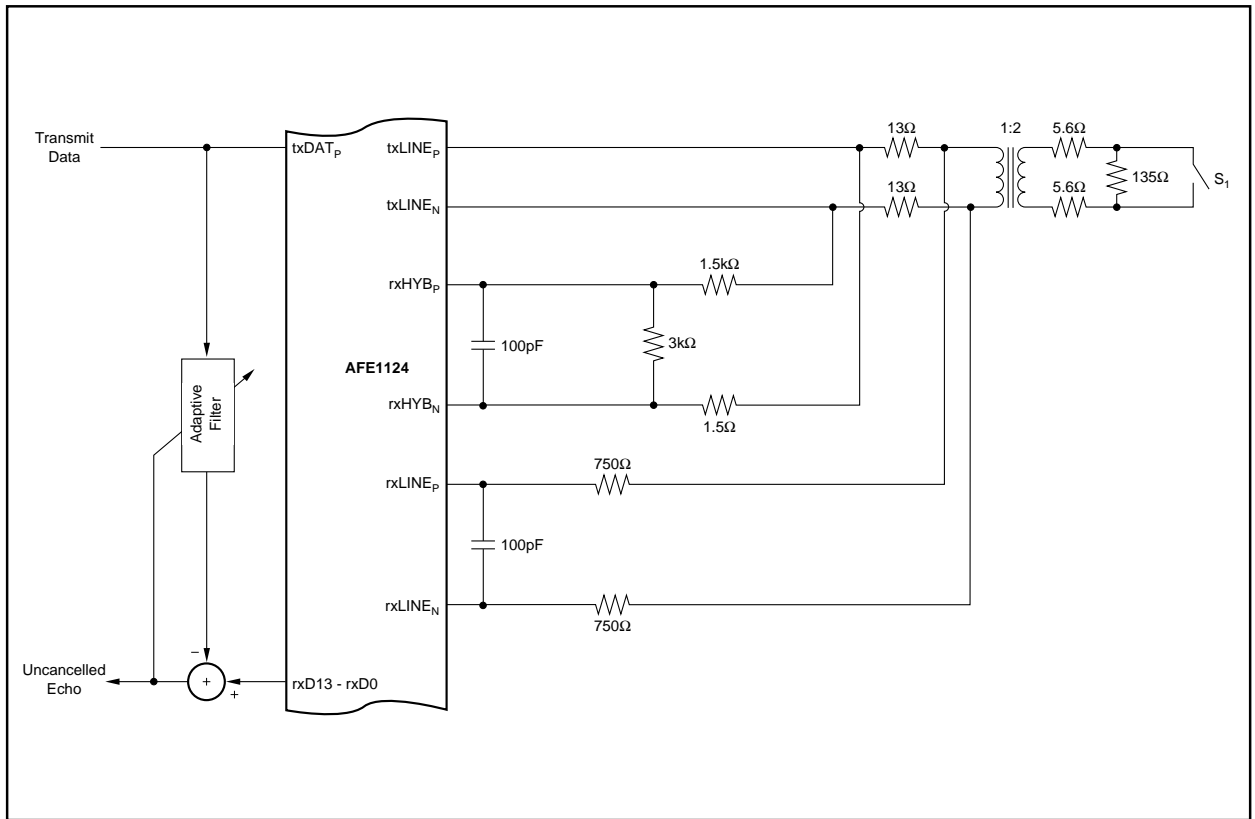 Transmit
Data
txDATP
txLINEP
13Ω
1:2
5.6Ω
135Ω
S1
txLINEN
13Ω
5.6Ω
rxHYBP
1.5kΩ
100pF
3kΩ
AFE1124
Adaptive
Filter
rxHYBN
1.5Ω
rxLINEP
750Ω
100pF
rxLINEN
750Ω
Uncancelled
Echo
–
+
+
rxD13 - rxD0